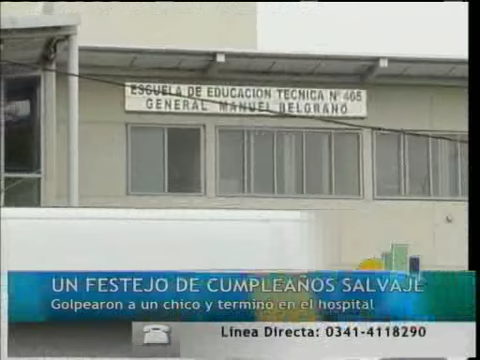 ESCUELA DE EDUCACION TECNICA Nº 465
GENERAL MANUEL BELGRANO
UN FESTEJO DE CUMPLEAÑOS SALVAJE
Golpearon a un chico y terminó en el hospital
Línea Directa: 0341-4118290